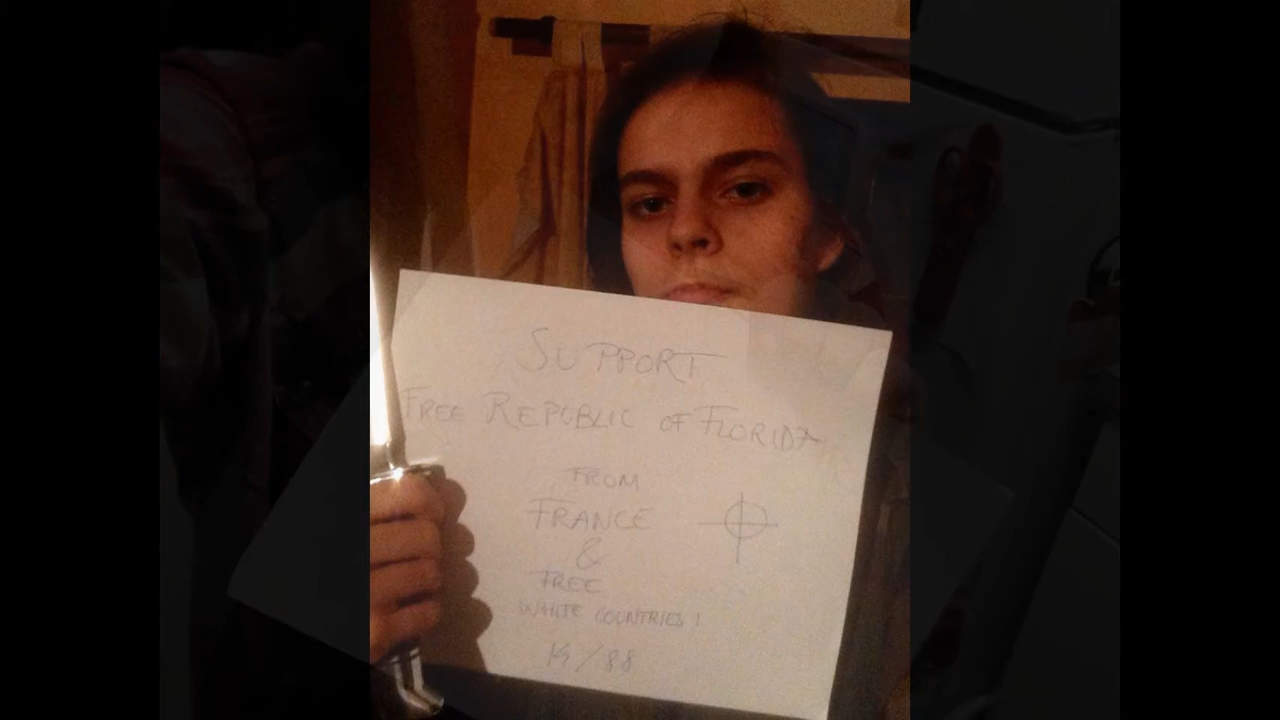 SUPPORT
FREE REPUBLIC OF FLORIDA
FROM
FRANCE
&
FREE
WHITE COUNTRIES!
14/88